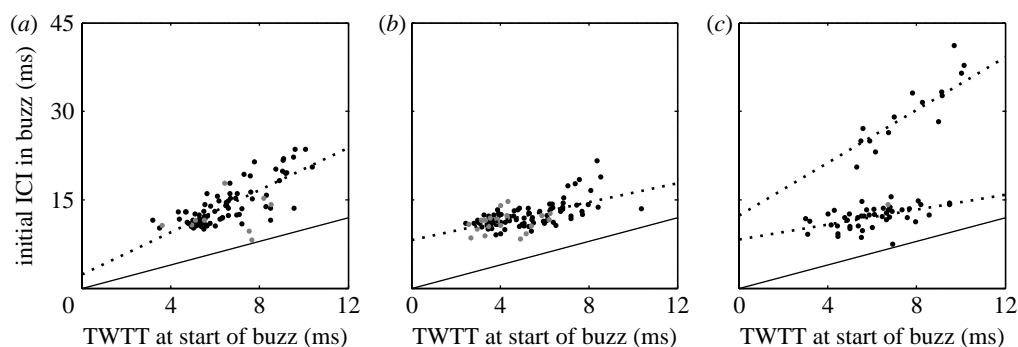 (a) (b) (c)
45
30
15
0
initial ICI in buzz (ms)
4 8 12 0 4 8 12 0 4 8 12
TWTT at start of buzz (ms) TWTT at start of buzz (ms) TWTT at start of buzz (ms)